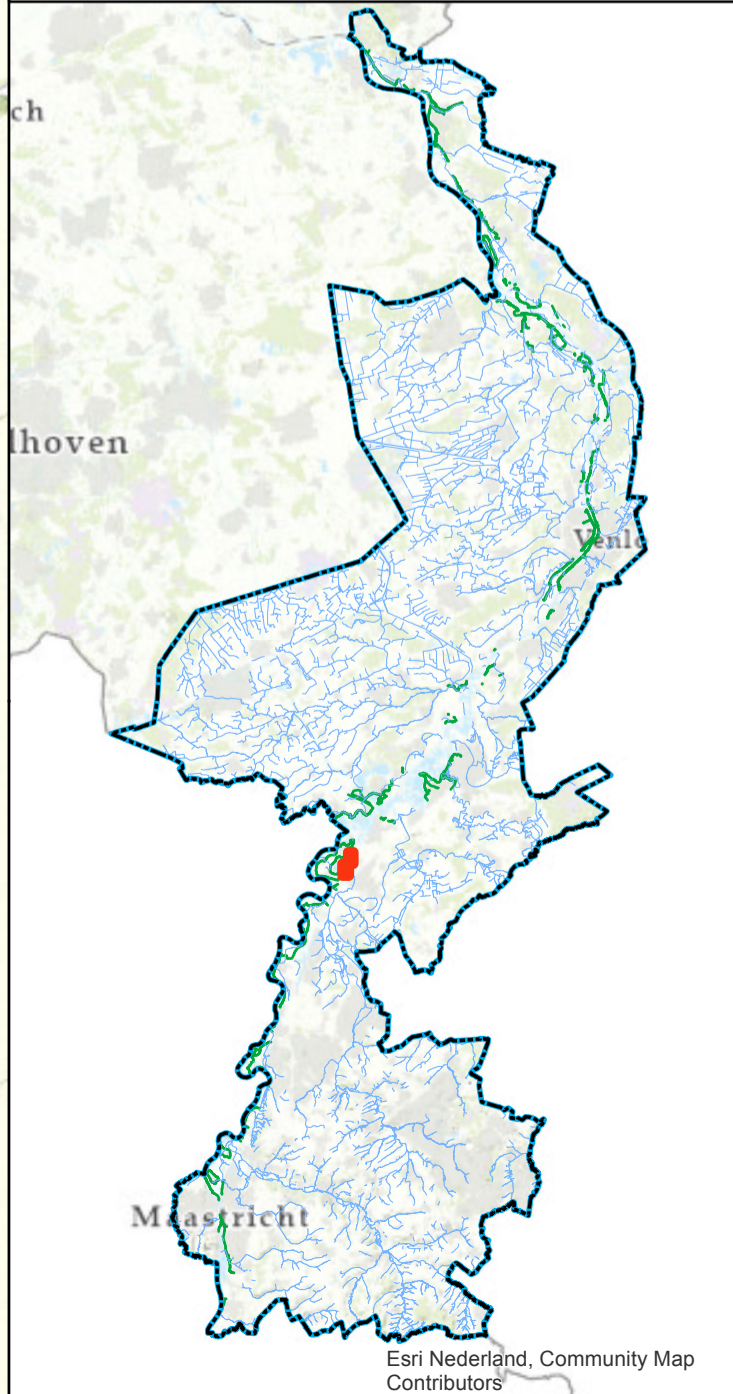 ch
lhoven
Venlo
Maastricht
Esri Nederland, Community Map
Contributors